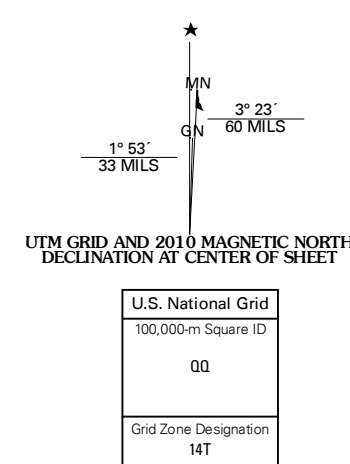 MN
3° 23´
60 MILS
GN
1° 53´
33 MILS
UTM GRID AND 2010 MAGNETIC NORTH
DECLINATION AT CENTER OF SHEET
U.S. National Grid
100,000-m Square ID
QQ
Grid Zone Designation
14T